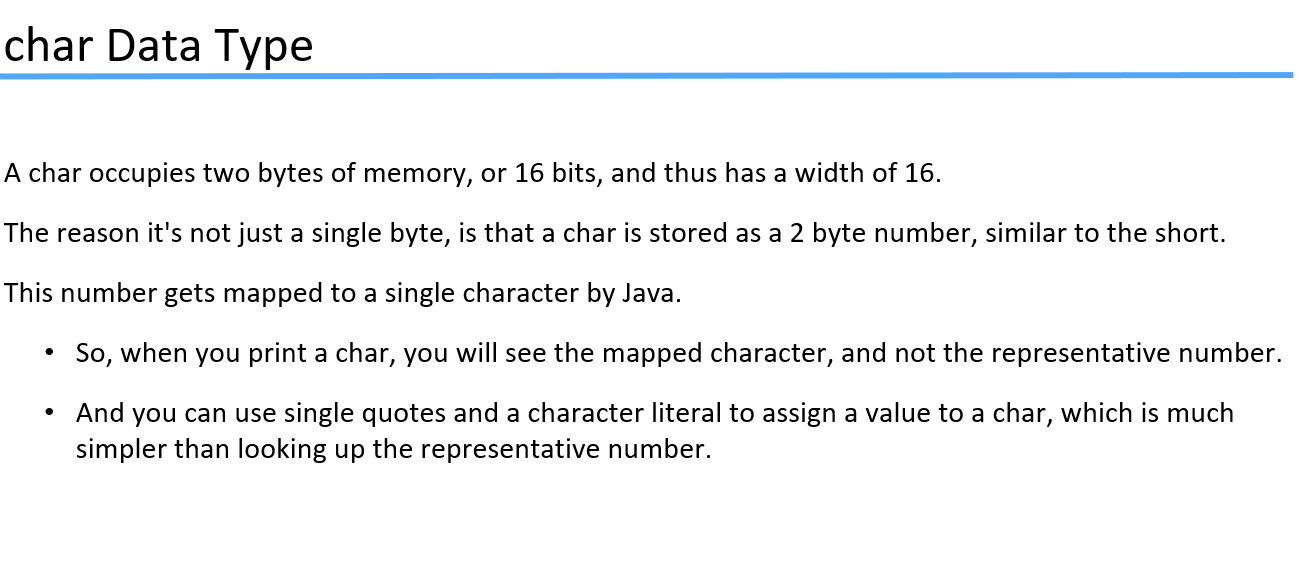 char Data Type
A char occupies two bytes of memory, or 16 bits, and thus has a width of 16.
The reason it's not just a single byte, is that a char is stored as a 2 byte number, similar to the short.
This number gets mapped to a single character by Java.
• So, when you print a char, you will see the mapped character, and not the representative number.
• And you can use single quotes and a character literal to assign a value to a char, which is much
simpler than looking up the representative number.